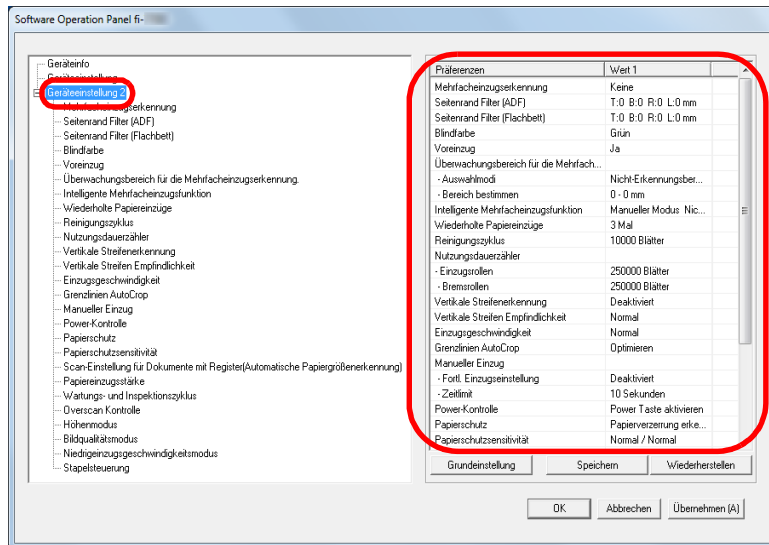 Software Operation Panel fi-
Geräteinfo
Geräteeinstellung
Geräteeinstellung 2
Mehrfacheinzugserkennung
Seitenrand Filter (ADF)
Seitenrand Filter (Flachbett)
Blindfarbe
Voreinzug
Überwachungsbereich für die Mehrfacheinzugserkennung.
Intelligente Mehrfacheinzugsfunktion
Wiederholte Papiereinzüge
Reinigungszyklus
Nutzungsdauerzähler
Vertikale Streifenerkennung
Vertikale Streifen Empfindlichkeit
Einzugsgeschwindigkeit
Grenzlinien AutoCrop
Manueller Einzug
Power-Kontrolle
Papierschutz
Papierschutzsensitivität
Scan-Einstellung für Dokumente mit Register(Automatische Papiergrößenerkennung)
Papiereinzugsstärke
Wartungs- und Inspektionszyklus
Overscan Kontrolle
Höhenmodus
Bildqualitätsmodus
Niedrigeinzugsgeschwindigkeitsmodus
Stapelsteuerung
Präferenzen Wert 1
Mehrfacheinzugserkennung Keine
Seitenrand Filter (ADF) T:0 B:0 R:0 L:0 mm
Seitenrand Filter (Flachbett) T:0 B:0 R:0 L:0 mm
Blindfarbe Grün
Voreinzug Ja
Überwachungsbereich für die Mehrfach...
- Auswahlmodi Nicht-Erkennungsber...
- Bereich bestimmen 0 - 0 mm
Intelligente Mehrfacheinzugsfunktion Manueller Modus Nic...
Wiederholte Papiereinzüge 3 Mal
Reinigungszyklus 10000 Blätter
Nutzungsdauerzähler
- Einzugsrollen 250000 Blätter
- Bremsrollen 250000 Blätter
Vertikale Streifenerkennung Deaktiviert
Vertikale Streifen Empfindlichkeit Normal
Einzugsgeschwindigkeit Normal
Grenzlinien AutoCrop Optimieren
Manueller Einzug
- Fortl. Einzugseinstellung Deaktiviert
- Zeitlimit 10 Sekunden
Power-Kontrolle Power Taste aktivieren
Papierschutz Papierverzerrung erke...
Papierschutzsensitivität Normal / Normal
Grundeinstellung Speichern Wiederherstellen
OK Abbrechen Übernehmen (A)